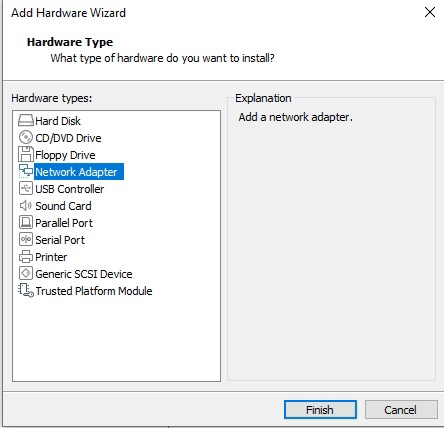 Add Hardware Wizard
Hardware Type
What type of hardware do you want to install?
Hardware types:
Hard Disk
CD/DVD Drive
Floppy Drive
Network Adapter
USB Controller
Sound Card
Parallel Port
Serial Port
Printer
Generic SCSI Device
Trusted Platform Module
Explanation
Add a network adapter.
Finish
Cancel